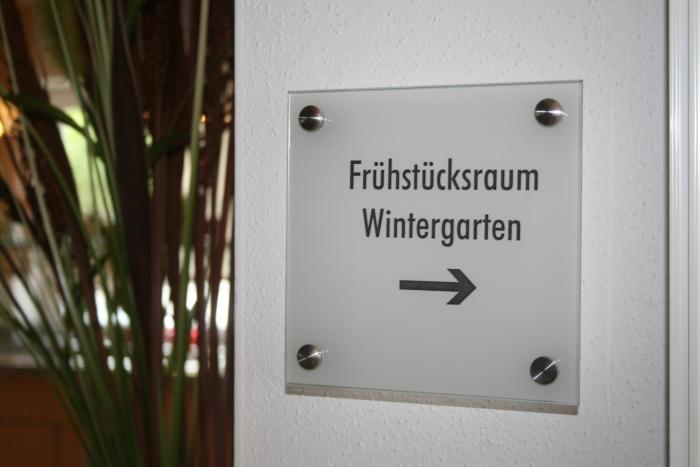 Frühstücksraum
Wintergarten
→